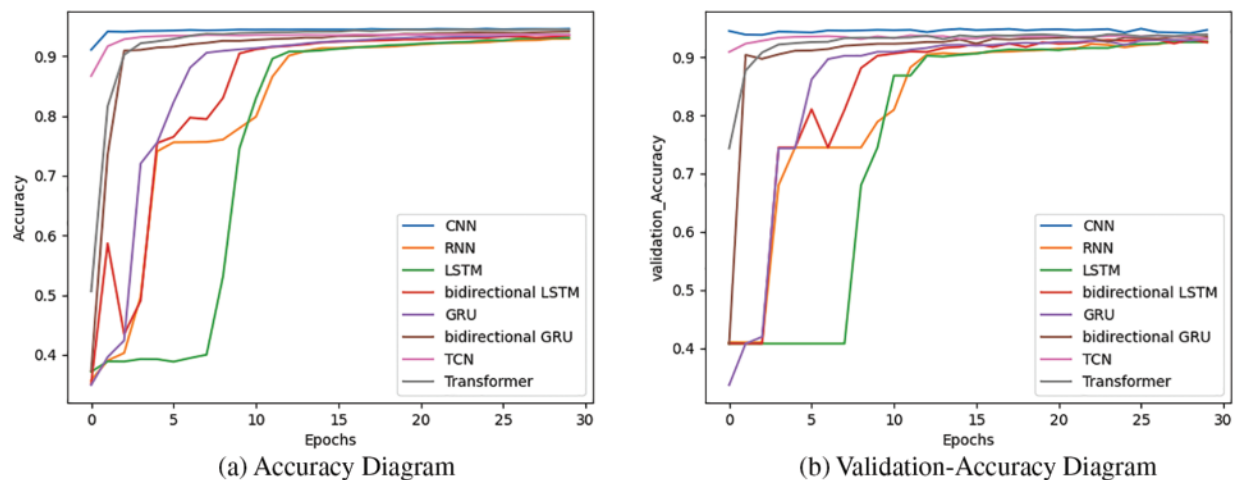 Accuracy
0.9
0.8
0.7
0.6
0.5
0.4
0 5 10 15 20 25 30
Epochs
CNN
RNN
LSTM
bidirectional LSTM
GRU
bidirectional GRU
TCN
Transformer
(a) Accuracy Diagram
validation_Accuracy
0.9
0.8
0.7
0.6
0.5
0.4
0 5 10 15 20 25 30
Epochs
CNN
RNN
LSTM
bidirectional LSTM
GRU
bidirectional GRU
TCN
Transformer
(b) Validation-Accuracy Diagram